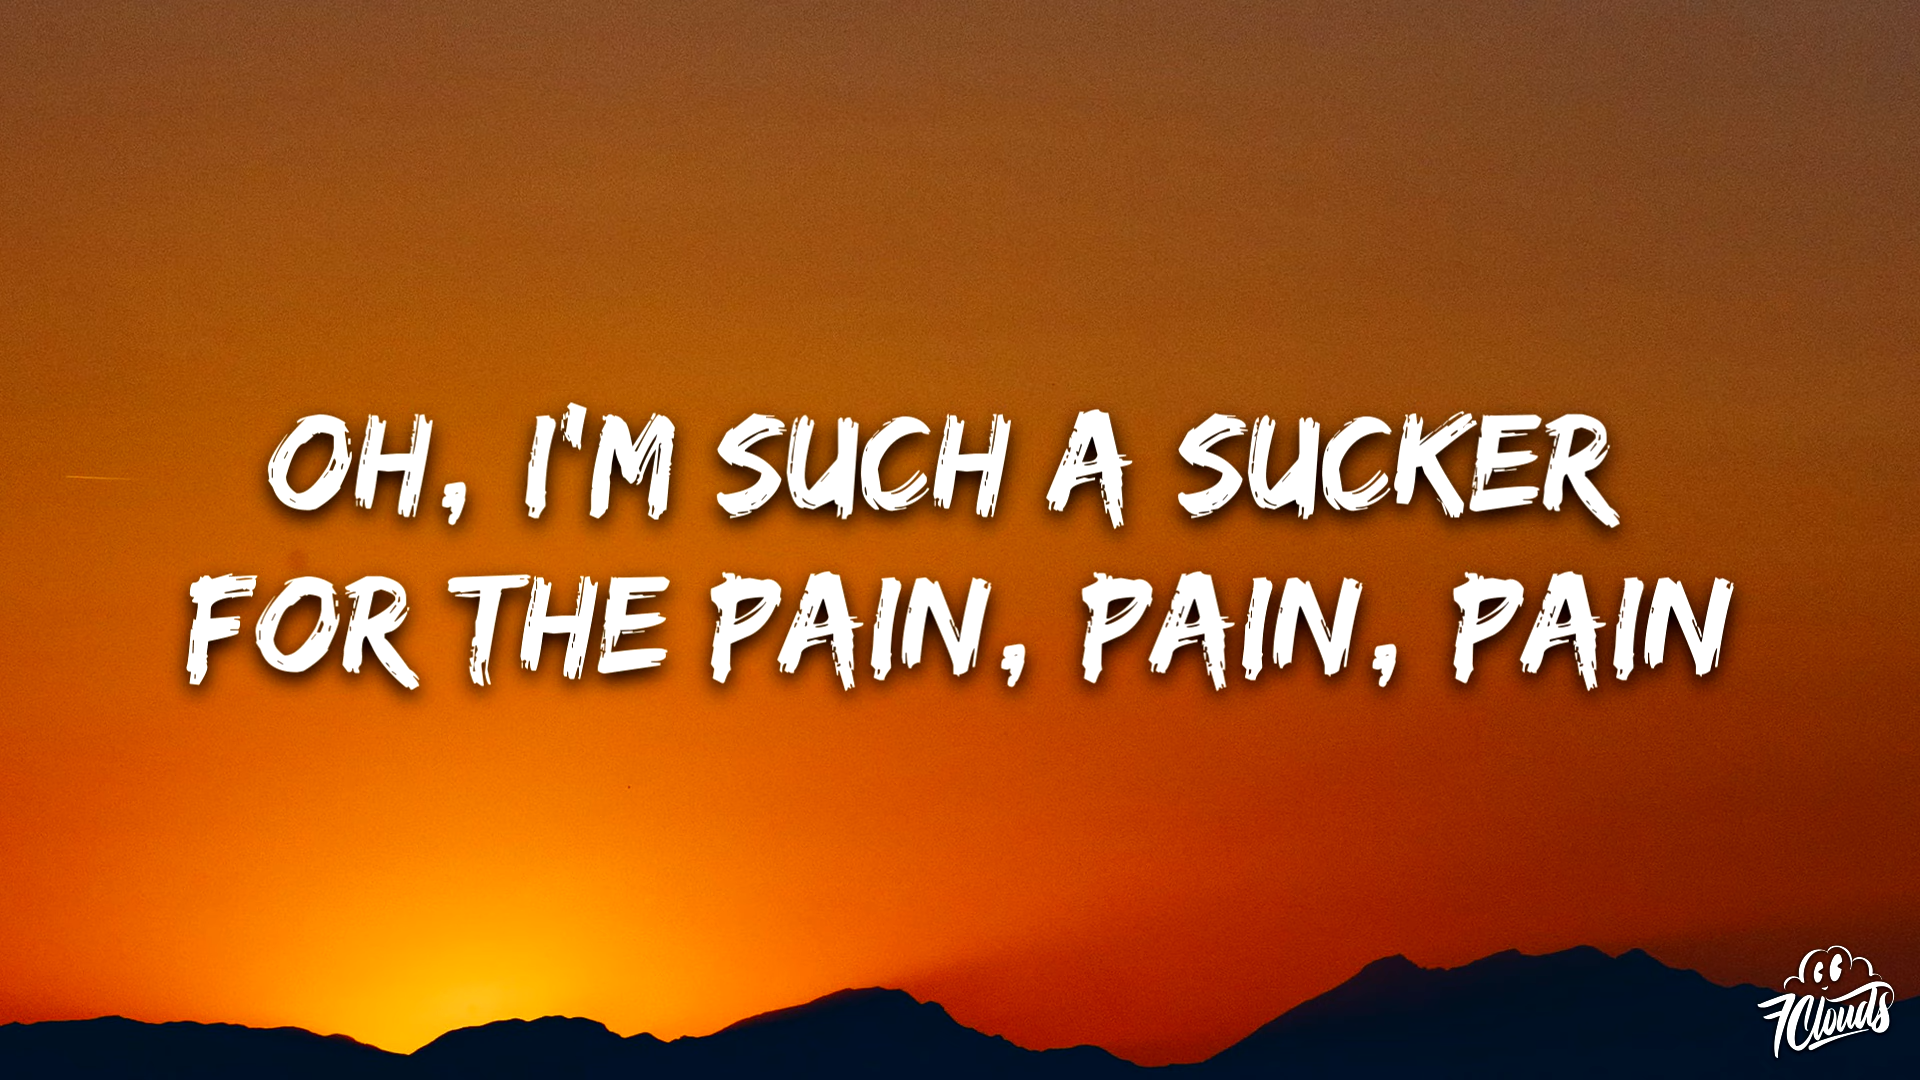 OH, I'M SUCH A SUCKER
FOR THE PAIN, PAIN, PAIN
7Clouds